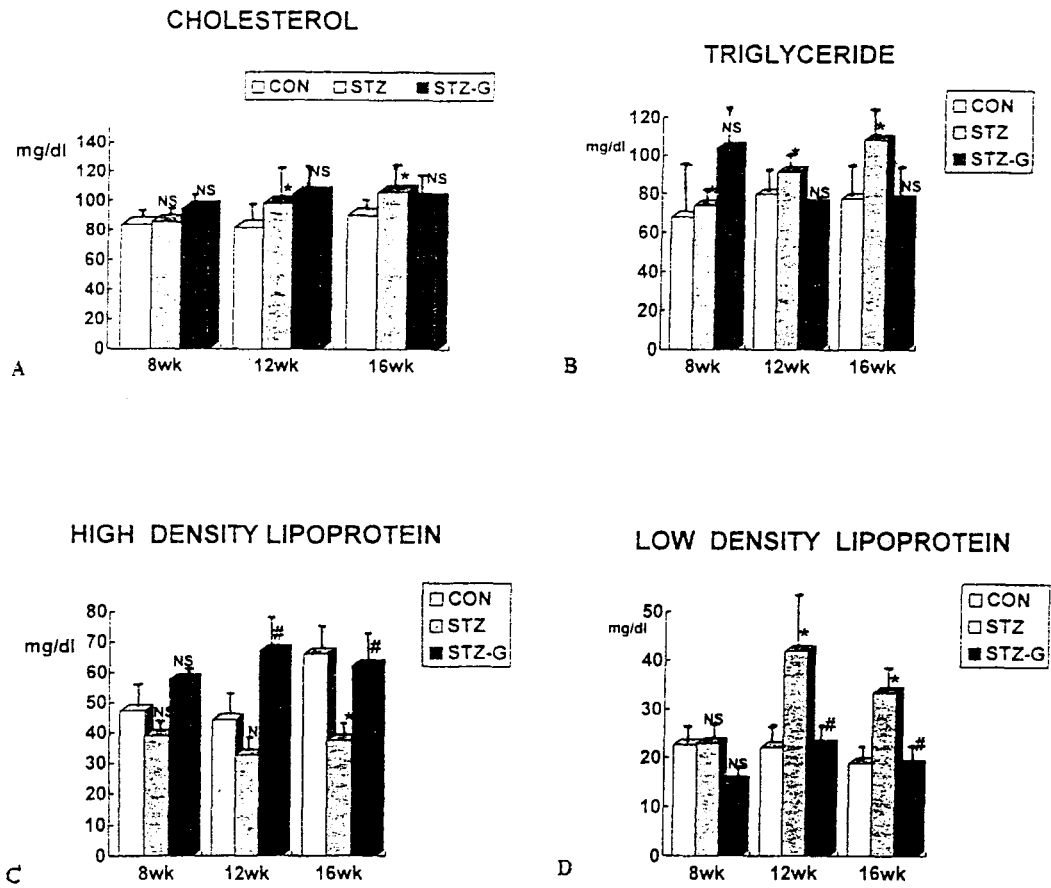 CHOLESTEROL
CON STZ STZ-G
mg/dl
140
120
100
80
60
40
20
0
NS NS * NS * NS
8wk 12wk 16wk
A
TRIGLYCERIDE
CON
STZ
STZ-G
mg/dl
120
100
80
60
40
20
0
NS * NS * NS
8wk 12wk 16wk
B
HIGH DENSITY LIPOPROTEIN
CON
STZ
STZ-G
mg/dl
80
70
60
50
40
30
20
10
0
NS NS N # * #
8wk 12wk 16wk
C
LOW DENSITY LIPOPROTEIN
CON
STZ
STZ-G
mg/dl
50
40
30
20
10
0
NS NS * # * #
8wk 12wk 16wk
D